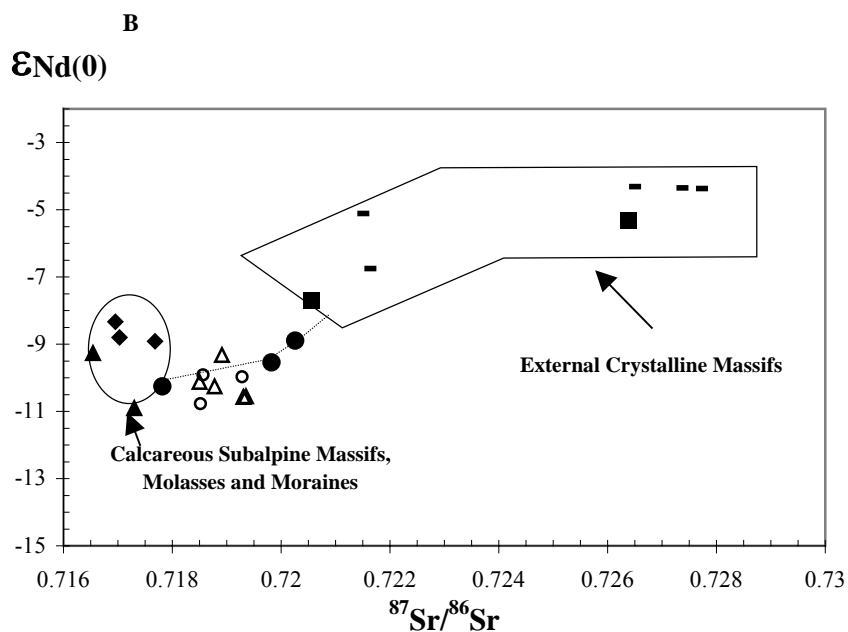 B
εNd(0)
-3
-5
-7
-9
-11
-13
-15
External Crystalline Massifs
Calcareous Subalpine Massifs,
Molasses and Moraines
0.716 0.718 0.72 0.722 0.724 0.726 0.728 0.73
⁸⁷Sr/⁸⁶Sr